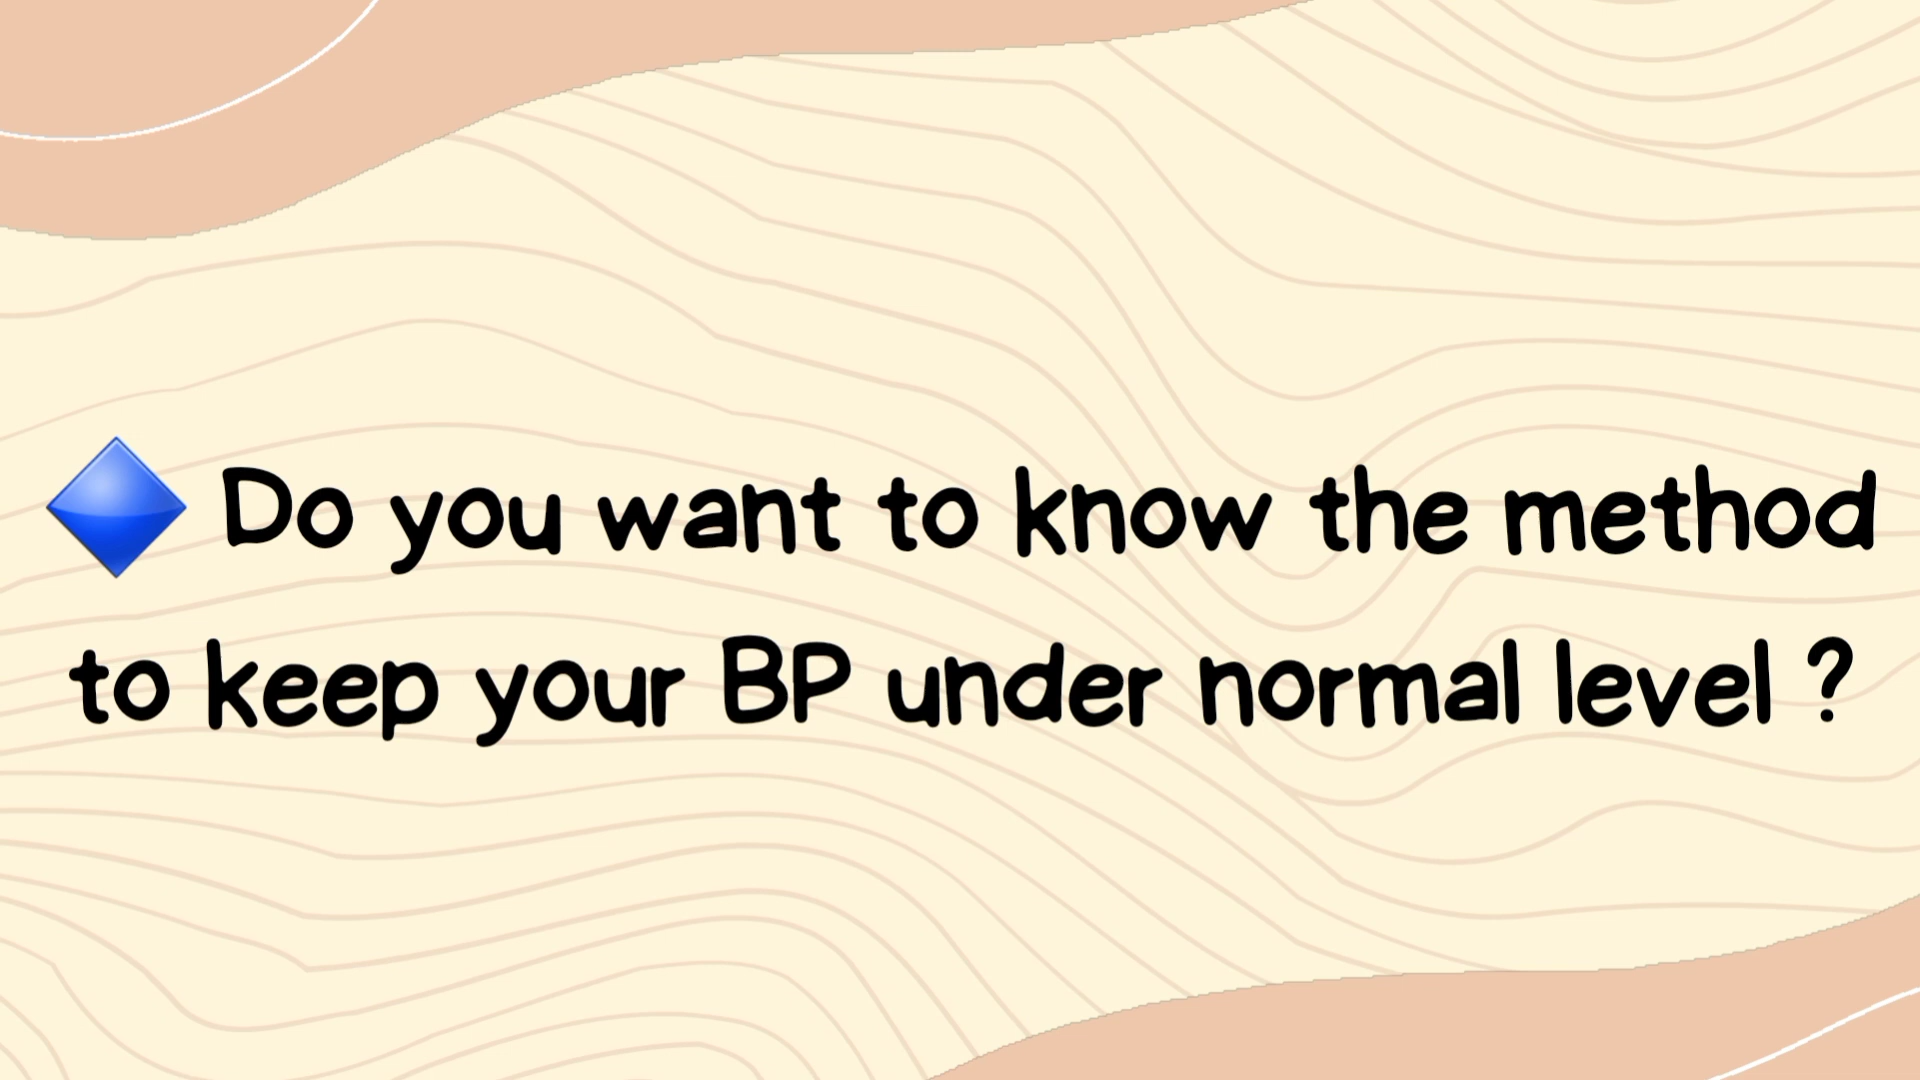 🔷 Do you want to know the method
to keep your BP under normal level ?